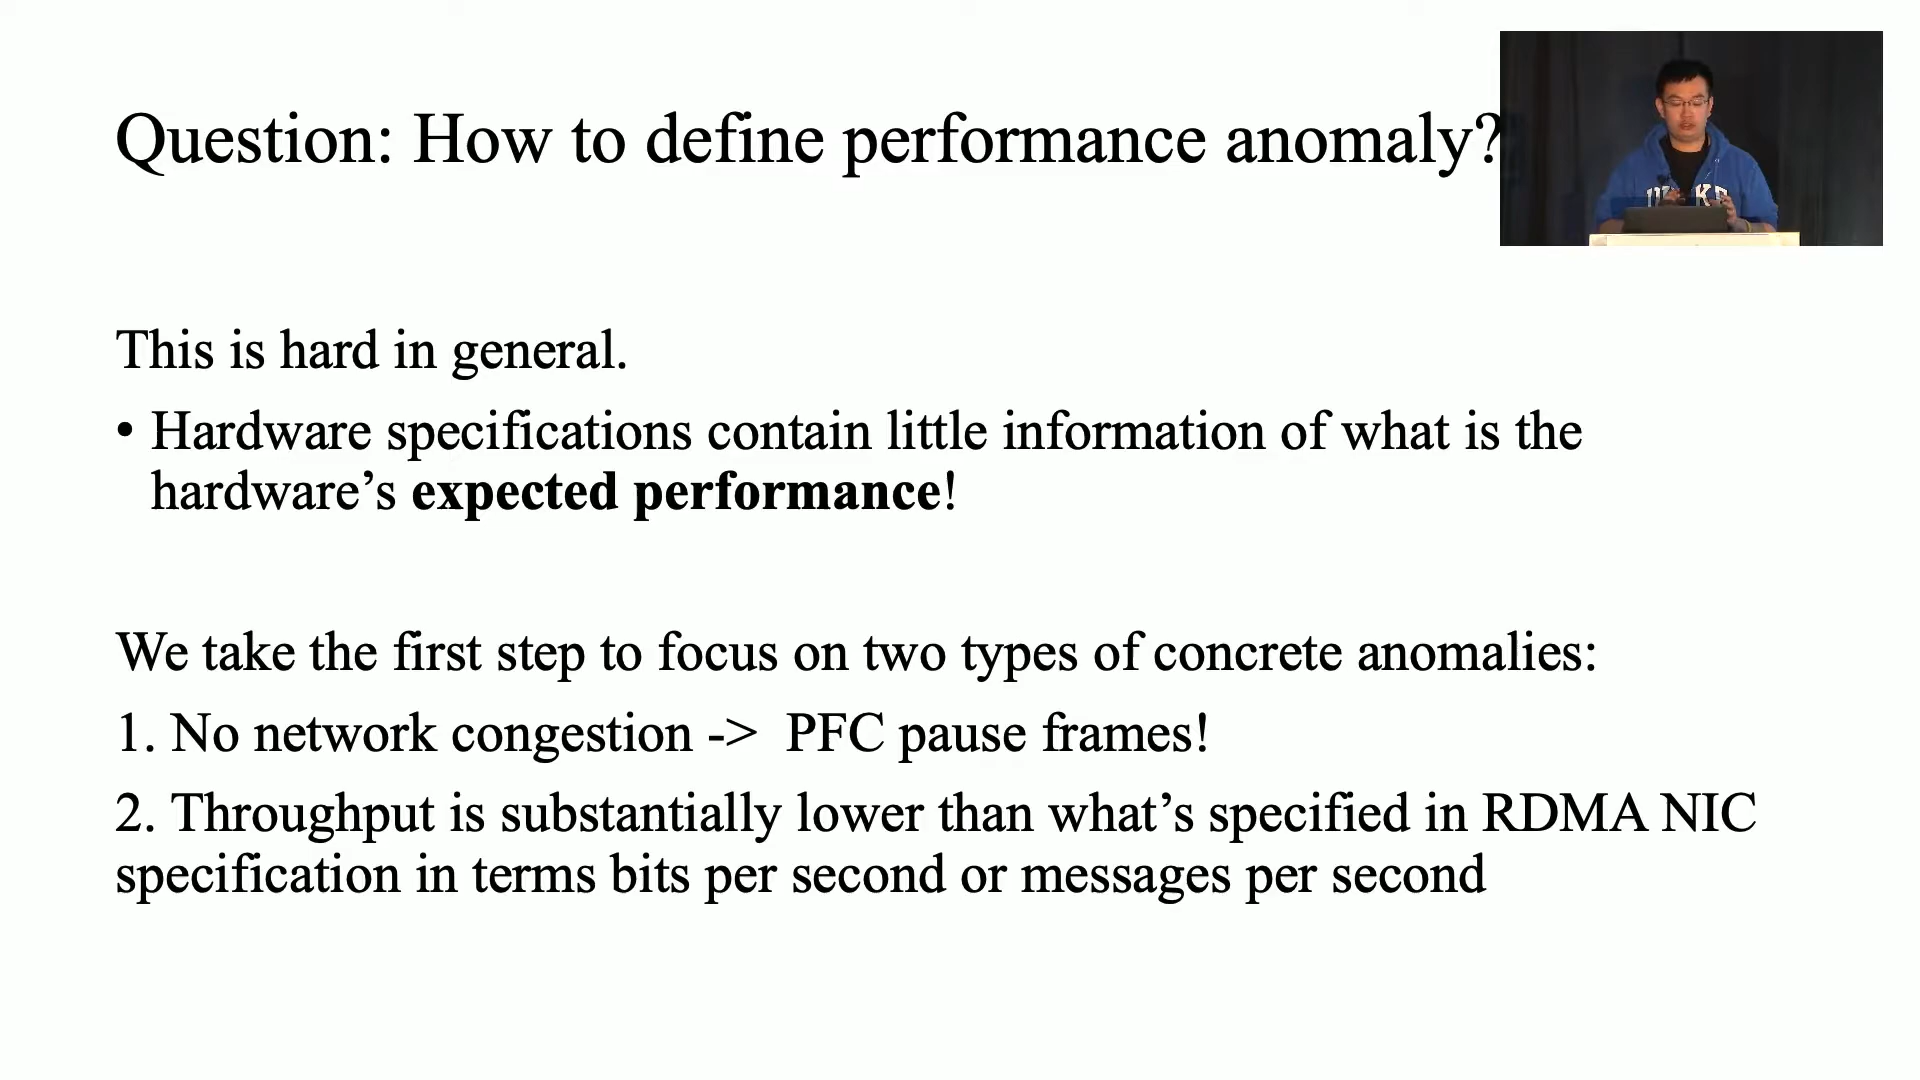 Question: How to define performance anomaly?
This is hard in general.
• Hardware specifications contain little information of what is the
hardware’s expected performance!
We take the first step to focus on two types of concrete anomalies:
1. No network congestion -> PFC pause frames!
2. Throughput is substantially lower than what’s specified in RDMA NIC
specification in terms bits per second or messages per second